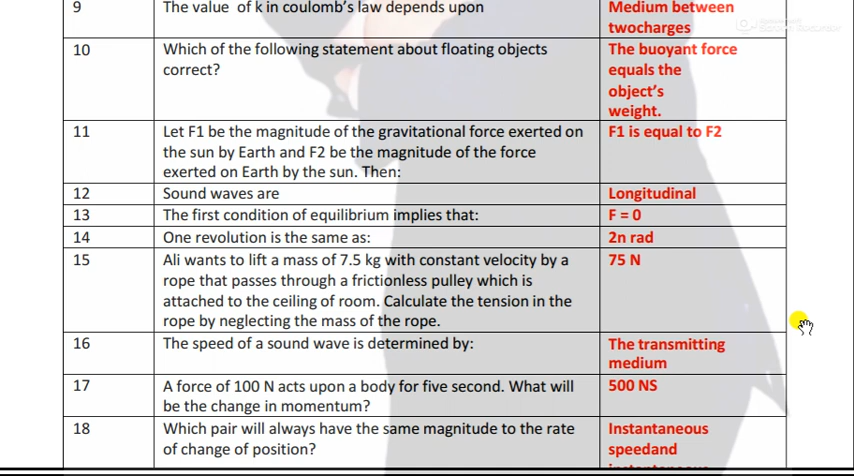 9 The value of k in coulomb's law depends upon Medium between
twocharges
10 Which of the following statement about floating objects The buoyant force
correct? equals the
object's
weight.
11 Let F1 be the magnitude of the gravitational force exerted on F1 is equal to F2
the sun by Earth and F2 be the magnitude of the force
exerted on Earth by the sun. Then:
12 Sound waves are Longitudinal
13 The first condition of equilibrium implies that: F = 0
14 One revolution is the same as: 2n rad
15 Ali wants to lift a mass of 7.5 kg with constant velocity by a 75 N
rope that passes through a frictionless pulley which is
attached to the ceiling of room. Calculate the tension in the
rope by neglecting the mass of the rope.
16 The speed of a sound wave is determined by: The transmitting
medium
17 A force of 100 N acts upon a body for five second. What will 500 NS
be the change in momentum?
18 Which pair will always have the same magnitude to the rate Instantaneous
of change of position? speedand